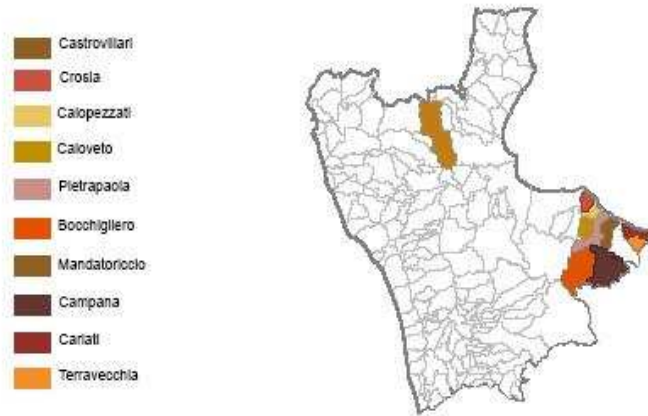 Castrovillari
Crosia
Calopezzati
Caloveto
Pietrapaola
Bocchigliero
Mandatoriccio
Campana
Cariati
Terravecchia